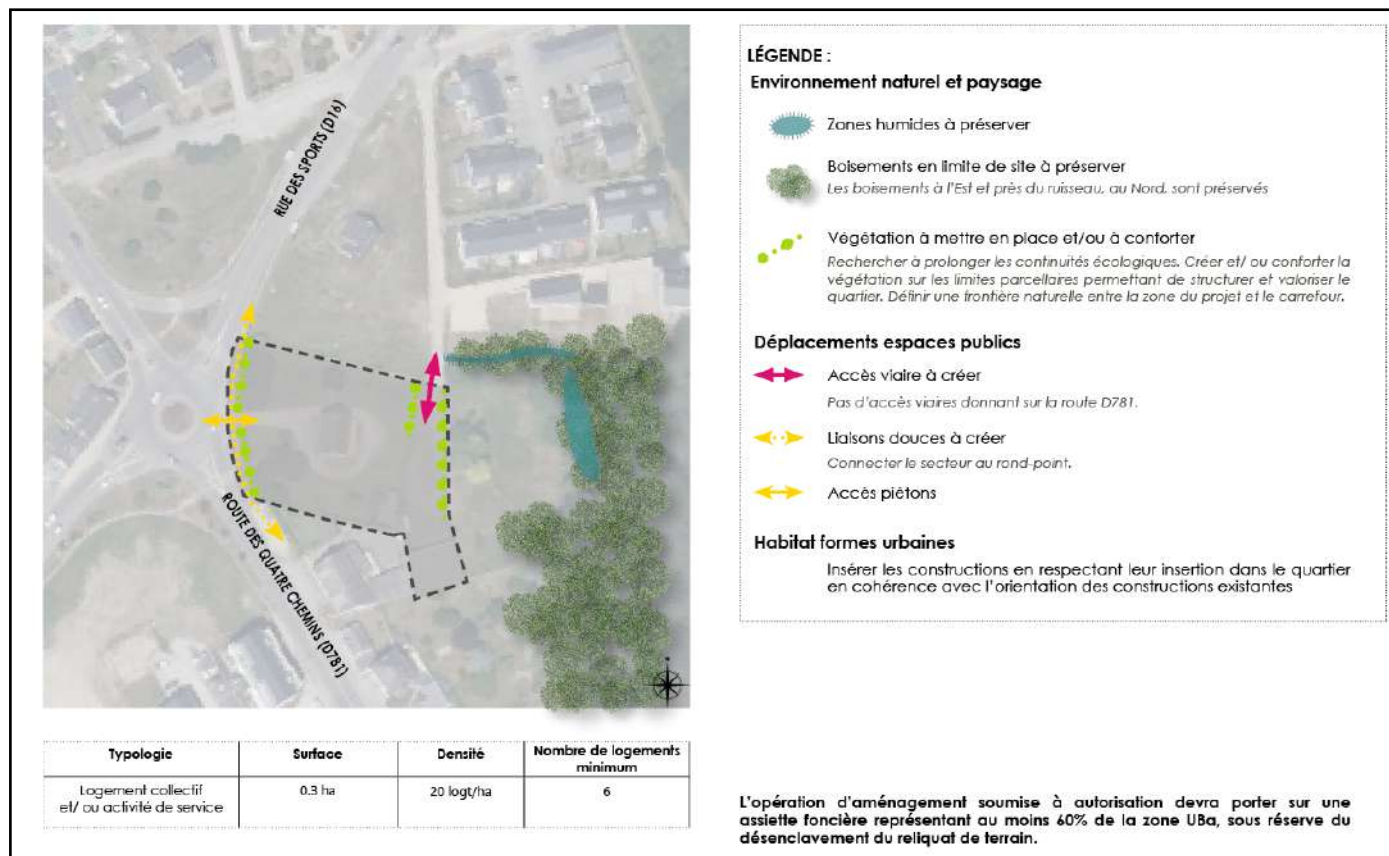 RUE DES SPORTS (D16)
ROUTE DES QUATRE CHEMINS (D781)
Typologie Surface Densité Nombre de logements
minimum
Logement collectif
et/ ou activité de service 0.3 ha 20 logt/ha 6
LÉGENDE :
Environnement naturel et paysage
Zones humides à préserver
Boisements en limite de site à préserver
Les boisements à l'Est et près du ruisseau, au Nord, sont préservés
Végétation à mettre en place et/ou à conforter
Rechercher à prolonger les continuités écologiques. Créer et/ ou conforter la
végétation sur les limites parcellaires permettant de structurer et valoriser le
quartier. Définir une frontière naturelle entre la zone du projet et le carrefour.
Déplacements espaces publics
Accès viaire à créer
Pas d'accès viaires donnant sur la route D781.
Liaisons douces à créer
Connecter le secteur au rond-point.
Accès piétons
Habitat formes urbaines
Insérer les constructions en respectant leur insertion dans le quartier
en cohérence avec l'orientation des constructions existantes
L'opération d'aménagement soumise à autorisation devra porter sur une
assiette foncière représentant au moins 60% de la zone UBa, sous réserve du
désenclavement du reliquat de terrain.